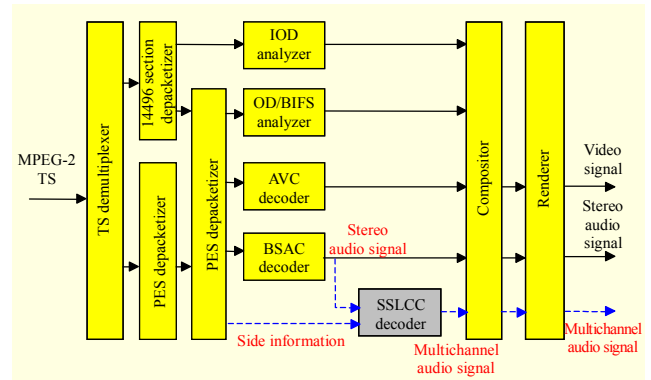 MPEG-2
TS
TS demultiplexer
14496 section
depacketizer
PES depacketizer
PES depacketizer
IOD
analyzer
OD/BIFS
analyzer
AVC
decoder
BSAC
decoder
Stereo
audio signal
SSLCC
decoder
Side information
Multichannel
audio signal
Compositor
Renderer
Video
signal
Stereo
audio
signal
Multichannel
audio signal